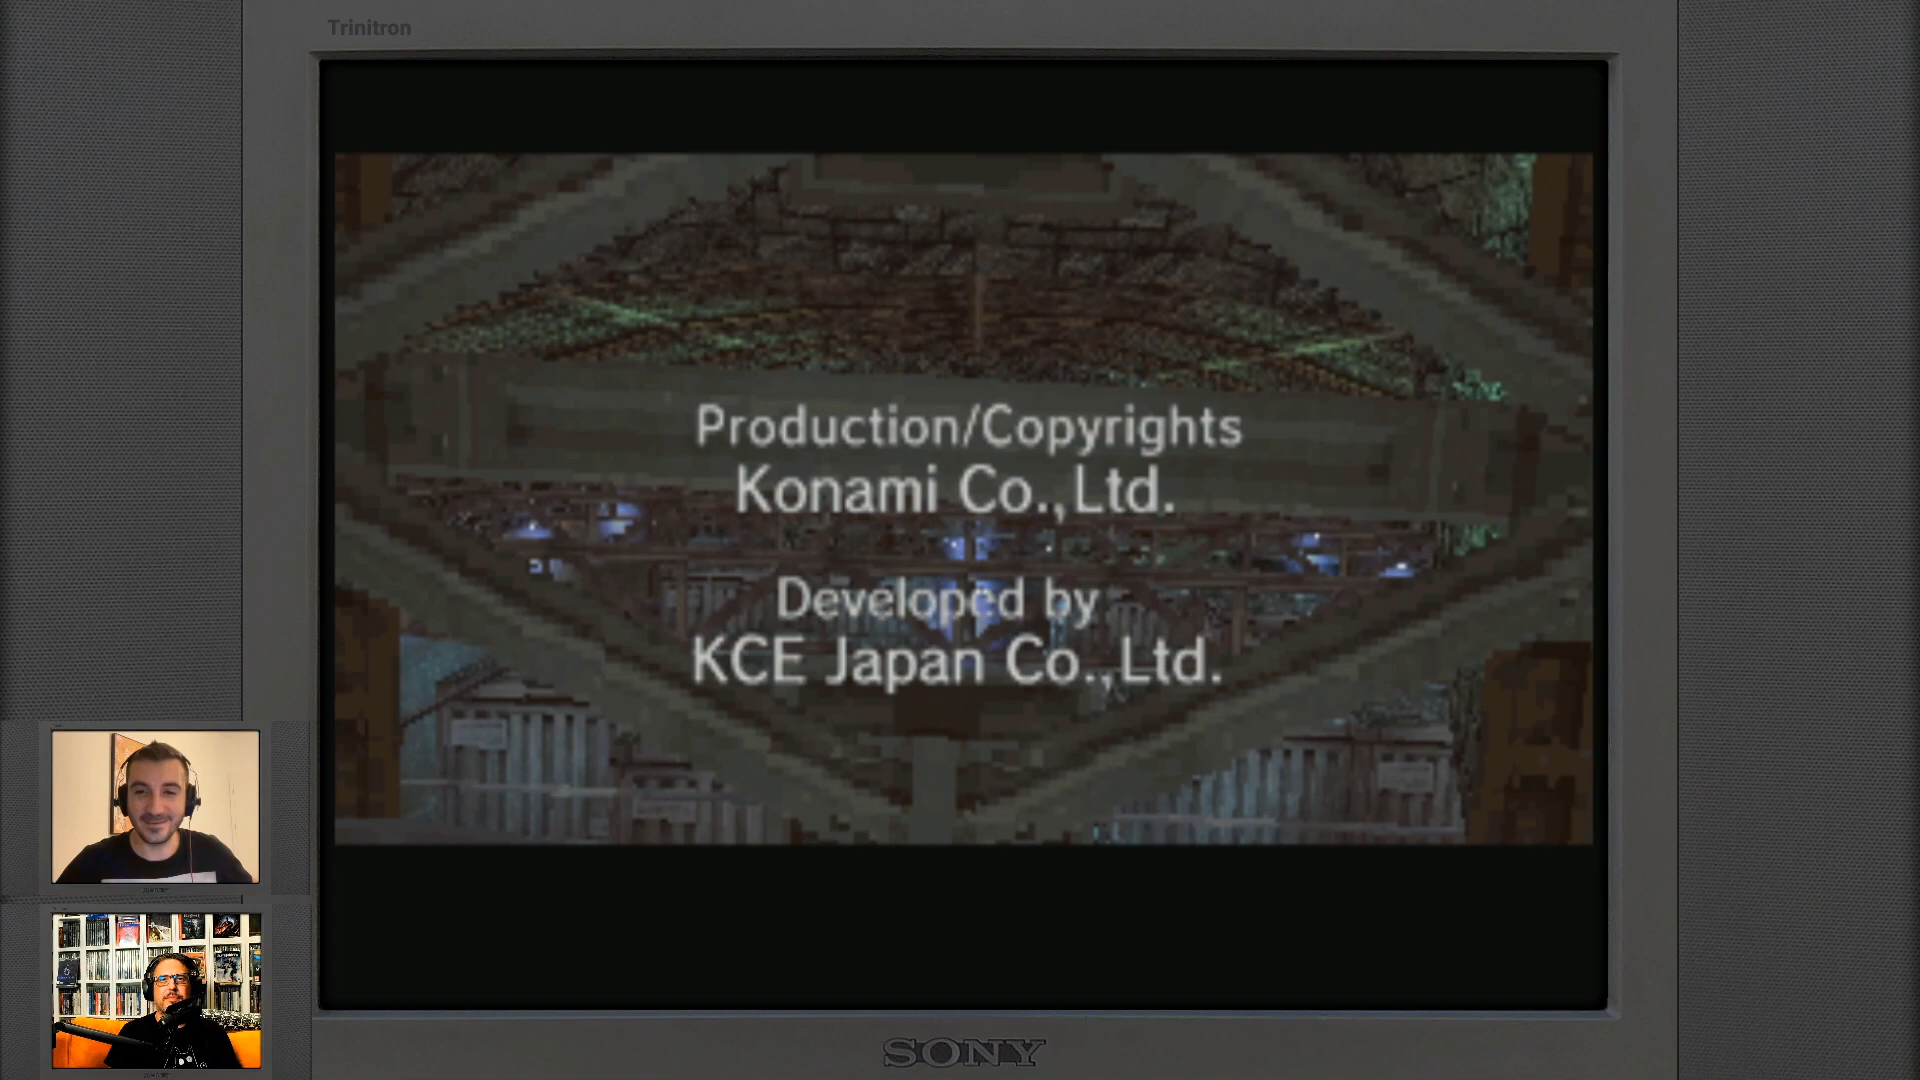 Trinitron
Production/Copyrights
Konami Co.,Ltd.
Developed by
KCE Japan Co.,Ltd.
SONY